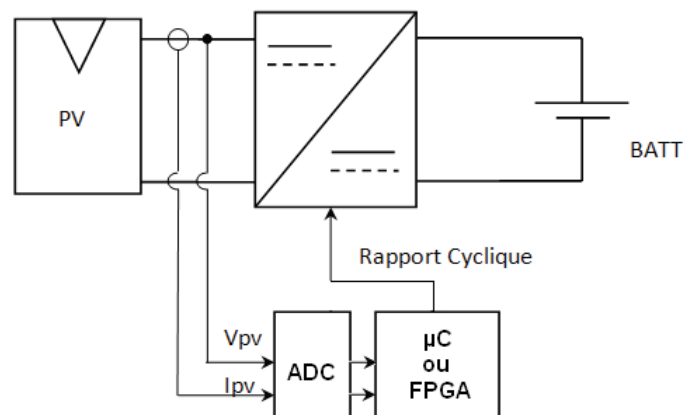 PV
BATT
Rapport Cyclique
Vpv
Ipv
ADC
µC
ou
FPGA